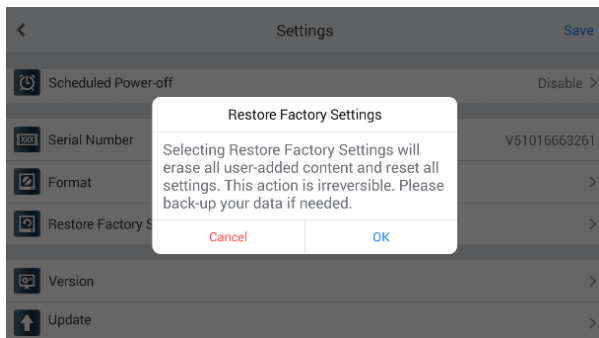 Settings
Save
Scheduled Power-off
Disable
Restore Factory Settings
Serial Number
V51016663261
Selecting Restore Factory Settings will
erase all user-added content and reset all
settings. This action is irreversible. Please
back-up your data if needed.
Format
Restore Factory S
Cancel
OK
Version
Update